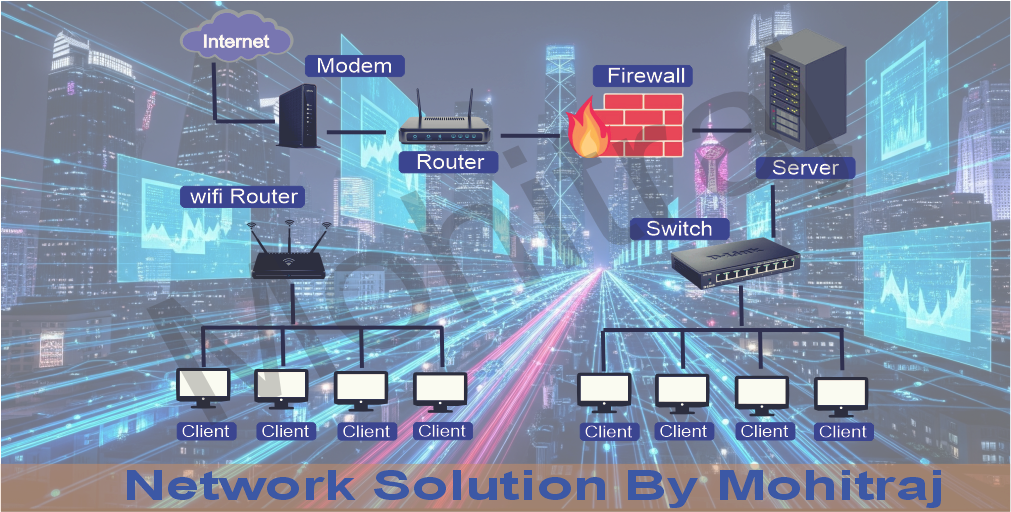 Internet
Modem
Router
Firewall
Server
wifi Router
Switch
D-Link
Client
Client
Client
Client
Client
Client
Client
Client
Mohitraj
Network Solution By Mohitraj